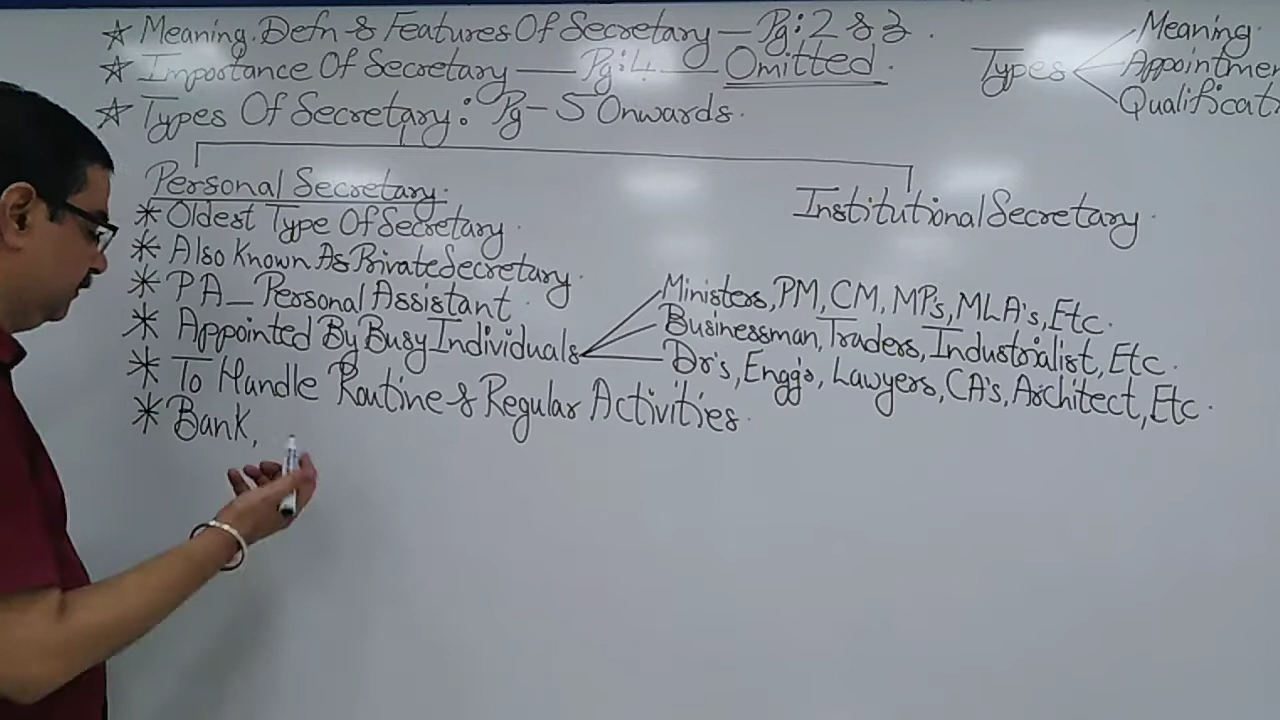 ☆ Meaning. Defn & Features Of Secretary — Pg: 2 & 3.
☆ Importance Of Secretary — Pg: 4 — Omitted.
☆ Types Of Secretary: Pg - 5 Onwards.
Types
Meaning.
Appointmen
Qualificati
Personal Secretary.
* Oldest Type Of Secretary.
* Also Known As Private Secretary.
* PA - Personal Assistant.
* Appointed By Busy Individuals
* To Handle Routine & Regular Activities.
* Bank,
Institutional Secretary.
Ministers, PM, CM, MP's, MLA's, Etc.
Businessman, Traders, Industrialist, Etc.
Dr's, Engg's, Lawyers, CA's, Architect, Etc.